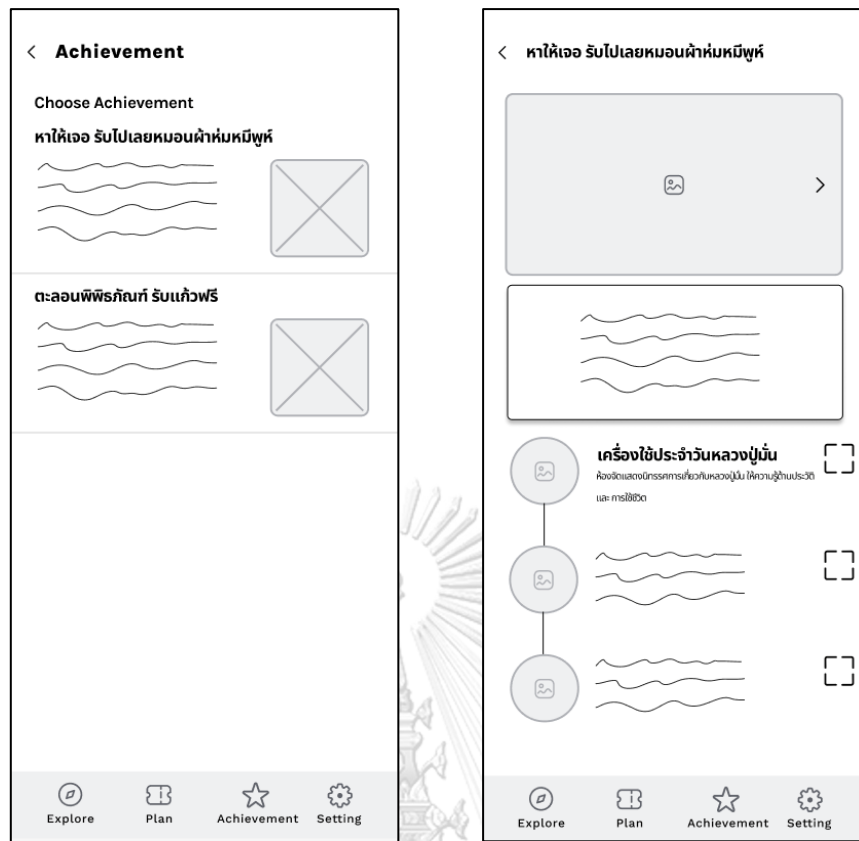 Achievement
Choose Achievement
หาให้เจอ รับไปเลยหมอนผ้าห่มหมีพูห์
ตะลอนพิพิธภัณฑ์ รับแก้วฟรี
Explore
Plan
Achievement
Setting
หาให้เจอ รับไปเลยหมอนผ้าห่มหมีพูห์
เครื่องใช้ประจำวันหลวงปู่มั่น
ห้องจัดแสดงนิทรรศการเกี่ยวกับหลวงปู่มั่น ให้ความรู้ด้านประวัติ
และ การใช้ชีวิต
Explore
Plan
Achievement
Setting